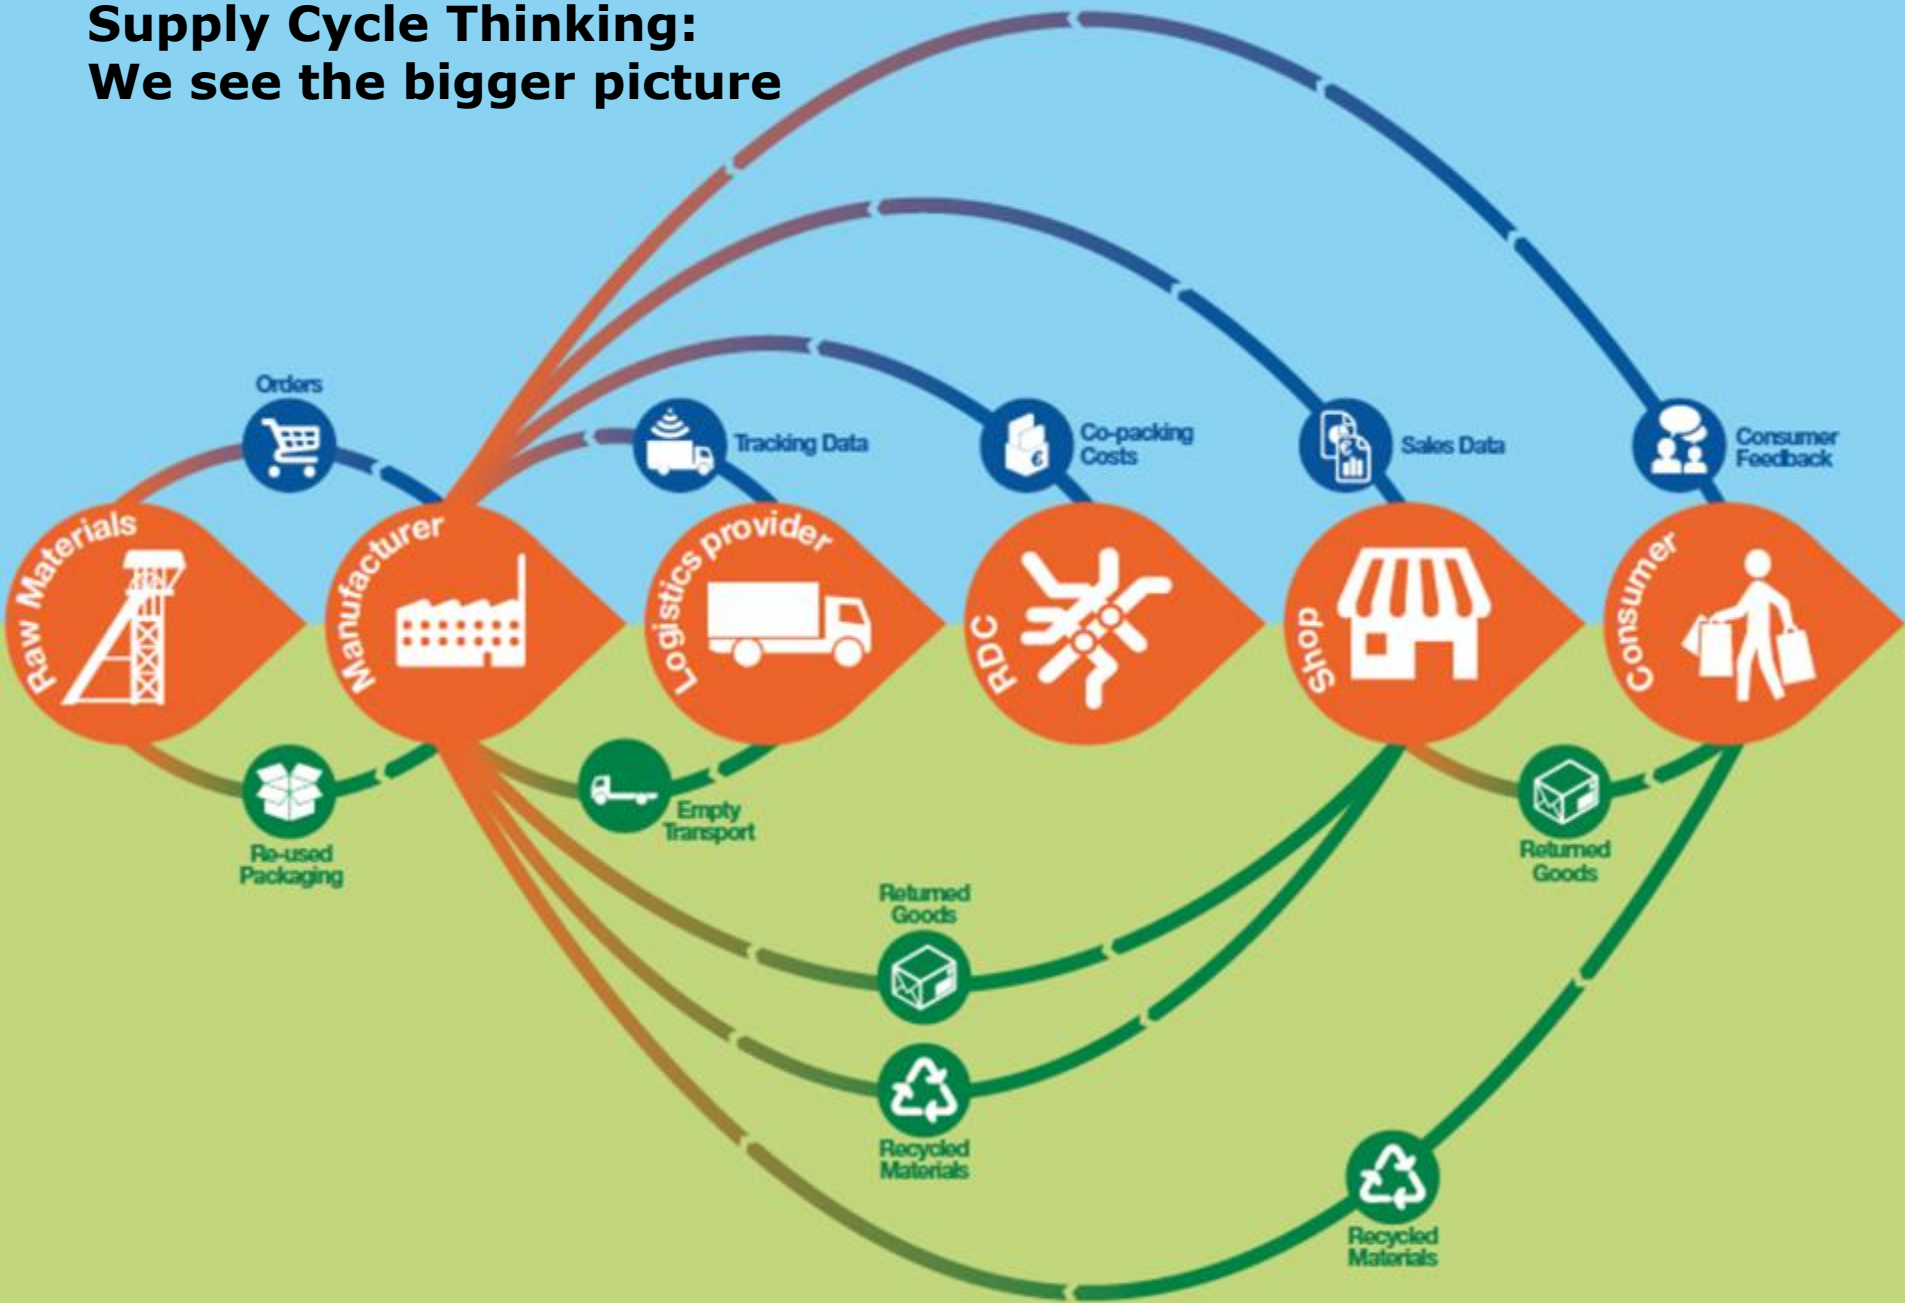 Supply Cycle Thinking:
We see the bigger picture
Orders
Tracking Data
Co-packing
Costs
Sales Data
Consumer
Feedback
Raw Materials
Manufacturer
Logistics provider
RDC
Shop
Consumer
€
€
Re-used
Packaging
Empty
Transport
Returned
Goods
Returned
Goods
Recycled
Materials
Recycled
Materials